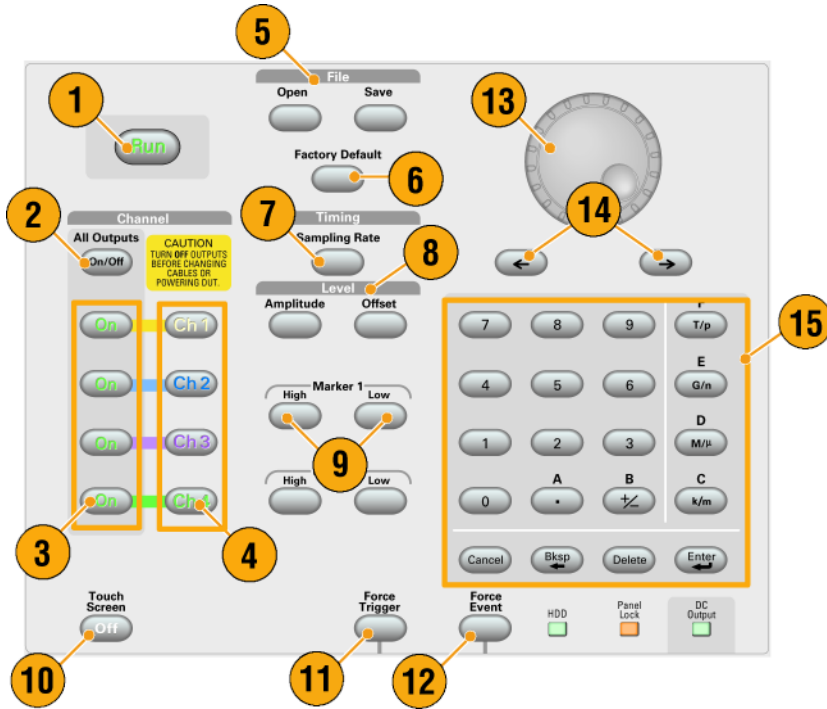 5
File
Open Save
1
Run
13
Factory Default
6
2
7
14
Channel
Timing
8
All Outputs
On/Off
CAUTION
TURN OFF OUTPUTS
BEFORE CHANGING
CABLES OR
POWERING OUT.
Sampling Rate
← →
Level
Amplitude Offset
On Ch 1
On Ch 2
On Ch 3
On Ch 4
3
4
Marker 1
High Low
9
High Low
15
7 8 9 T/p
E
4 5 6 G/n
D
1 2 3 M/µ
A B C
0 . +/− k/m
Cancel Bksp ← Delete Enter ↵
Touch
Screen
Off
10
Force
Trigger
11
Force
Event
12
HDD
Panel
Lock
DC
Output